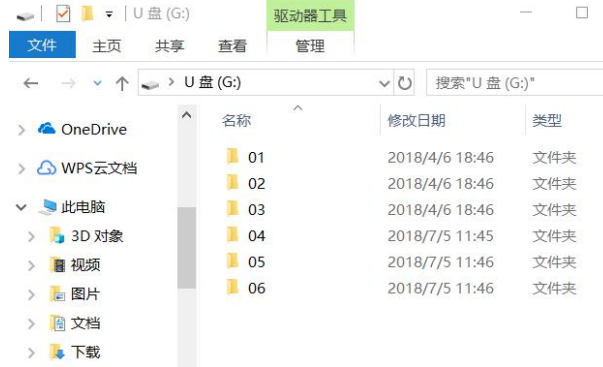 U 盘 (G:) 驱动器工具
文件 主页 共享 查看 管理
U 盘 (G:) 搜索"U 盘 (G:)"
名称 修改日期 类型
OneDrive
WPS云文档
此电脑
3D 对象
视频
图片
文档
下载
01 2018/4/6 18:46 文件夹
02 2018/4/6 18:46 文件夹
03 2018/4/6 18:46 文件夹
04 2018/7/5 11:45 文件夹
05 2018/7/5 11:46 文件夹
06 2018/7/5 11:46 文件夹